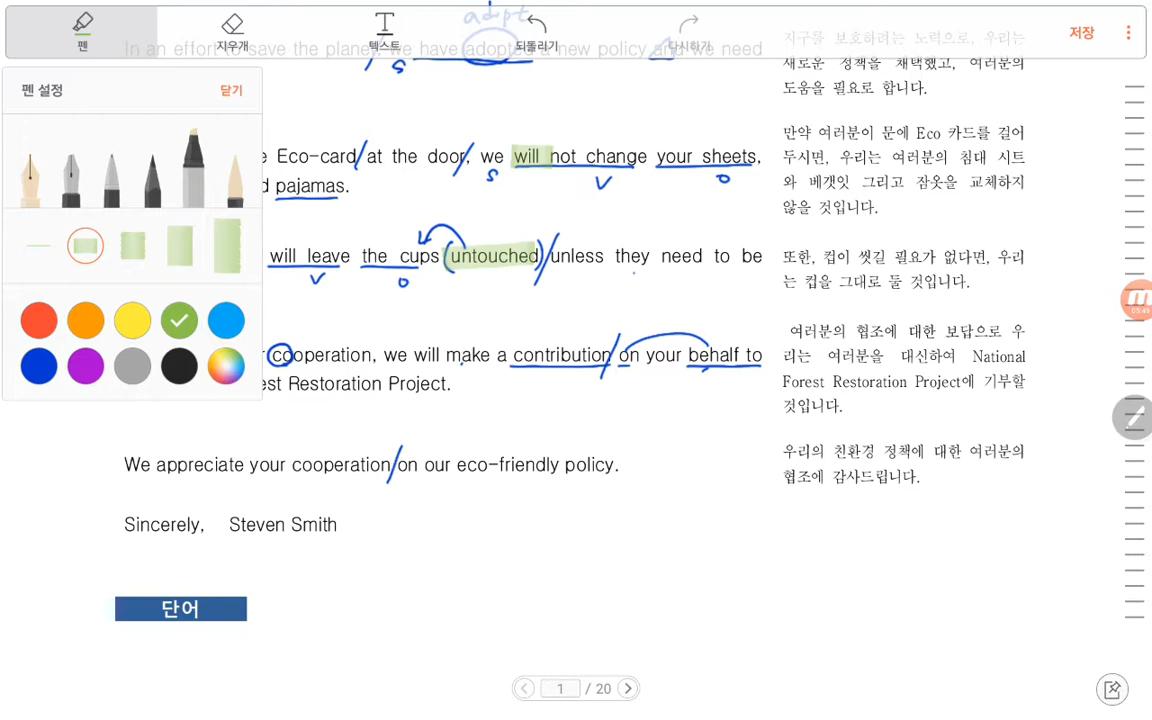 펜
지우개
텍스트
되돌리기
다시하기
저장
adpt
In an effort save the planet, we have adopted a new policy and we need
펜 설정
닫기
e Eco-card/ at the door, we will not change your sheets,
S V O
d pajamas.
will leave the cups (untouched) / unless they need to be
V O
cooperation, we will make a contribution / on your behalf to
est Restoration Project.
We appreciate your cooperation / on our eco-friendly policy.
Sincerely, Steven Smith
단어
지구를 보호하려는 노력으로, 우리는
새로운 정책을 채택했고, 여러분의
도움을 필요로 합니다.
만약 여러분이 문에 Eco 카드를 걸어
두시면, 우리는 여러분의 침대 시트
와 베갯잇 그리고 잠옷을 교체하지
않을 것입니다.
또한, 컵이 씻길 필요가 없다면, 우리
는 컵을 그대로 둘 것입니다.
여러분의 협조에 대한 보답으로 우
리는 여러분을 대신하여 National
Forest Restoration Project에 기부할
것입니다.
우리의 친환경 정책에 대한 여러분의
협조에 감사드립니다.
05:49
1 / 20